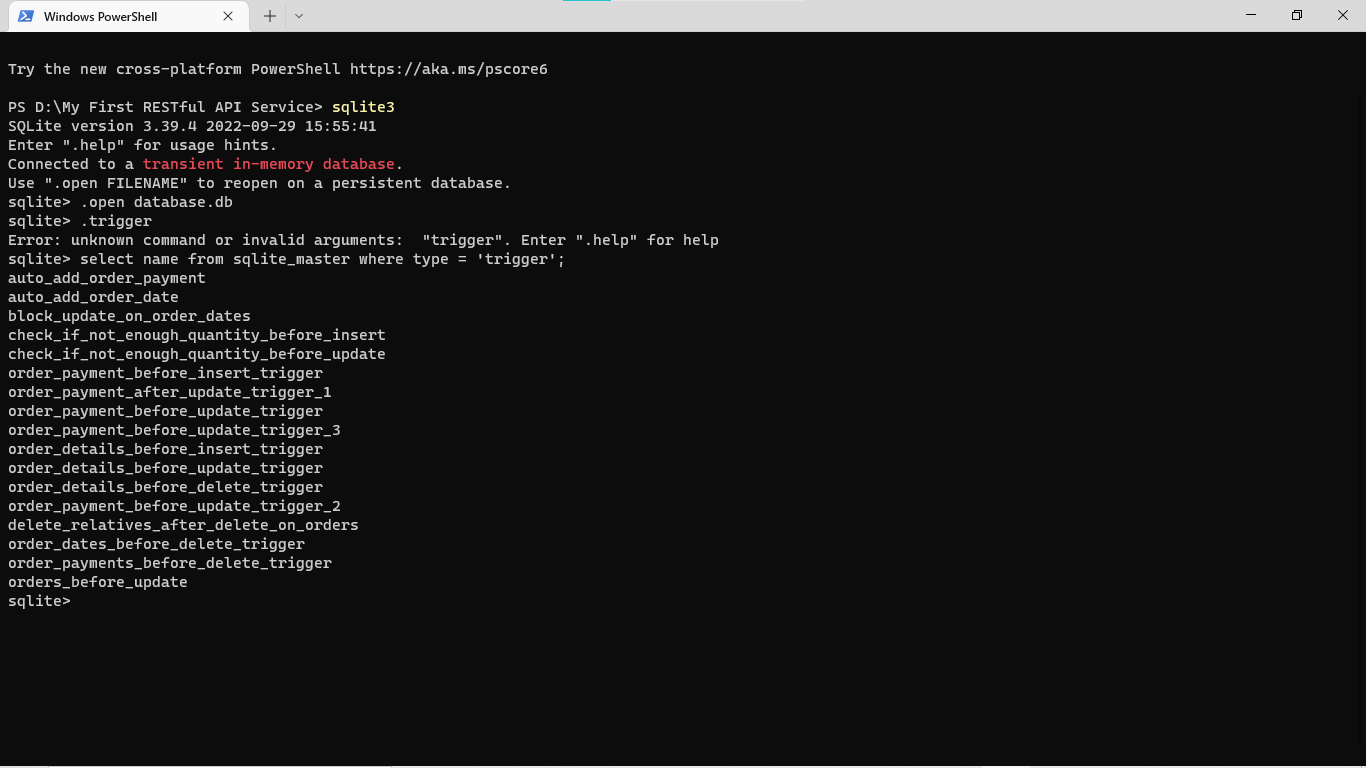 Windows PowerShell
Try the new cross-platform PowerShell https://aka.ms/pscore6
PS D:\My First RESTful API Service> sqlite3
SQLite version 3.39.4 2022-09-29 15:55:41
Enter ".help" for usage hints.
Connected to a transient in-memory database.
Use ".open FILENAME" to reopen on a persistent database.
sqlite> .open database.db
sqlite> .trigger
Error: unknown command or invalid arguments:  "trigger". Enter ".help" for help
sqlite> select name from sqlite_master where type = 'trigger';
auto_add_order_payment
auto_add_order_date
block_update_on_order_dates
check_if_not_enough_quantity_before_insert
check_if_not_enough_quantity_before_update
order_payment_before_insert_trigger
order_payment_after_update_trigger_1
order_payment_before_update_trigger
order_payment_before_update_trigger_3
order_details_before_insert_trigger
order_details_before_update_trigger
order_details_before_delete_trigger
order_payment_before_update_trigger_2
delete_relatives_after_delete_on_orders
order_dates_before_delete_trigger
order_payments_before_delete_trigger
orders_before_update
sqlite>